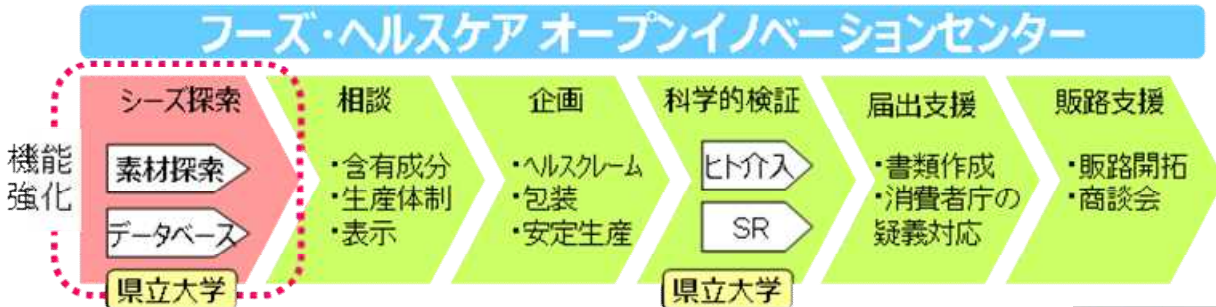 フーズ・ヘルスケア オープンイノベーションセンター
機能
強化
シーズ探索
素材探索
データベース
県立大学
相談
・含有成分
・生産体制
・表示
企画
・ヘルスクレーム
・包装
・安定生産
科学的検証
ヒト介入
SR
県立大学
届出支援
・書類作成
・消費者庁の
疑義対応
販路支援
・販路開拓
・商談会